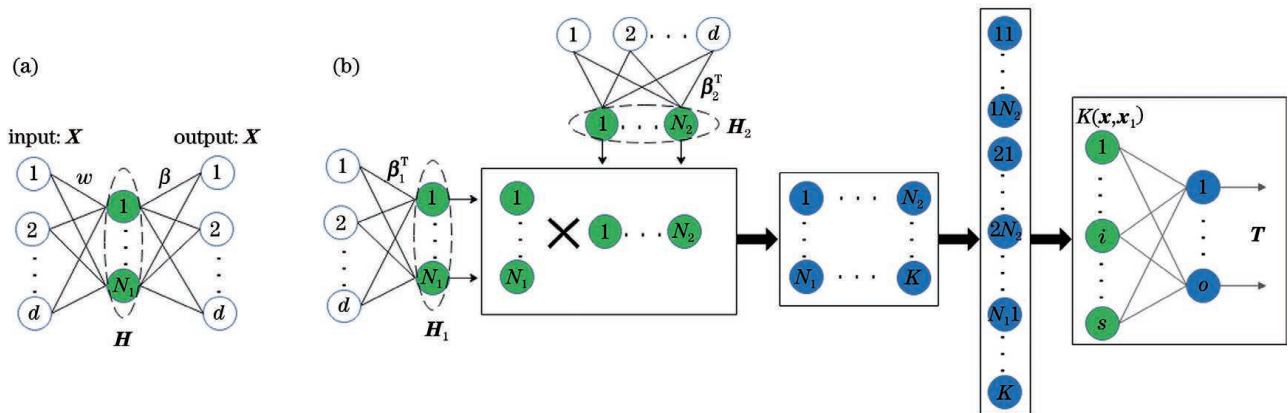 (a)
input: X
output: X
w
β
1
2
d
1
N₁
1
2
d
H
(b)
1
2
d
β₂ᵀ
1
N₂
H₂
1
2
d
β₁ᵀ
1
N₁
H₁
1
N₁
×
1
N₂
1
N₂
N₁
K
11
1N₂
21
2N₂
N₁1
K
K(x,x₁)
1
i
s
1
o
T